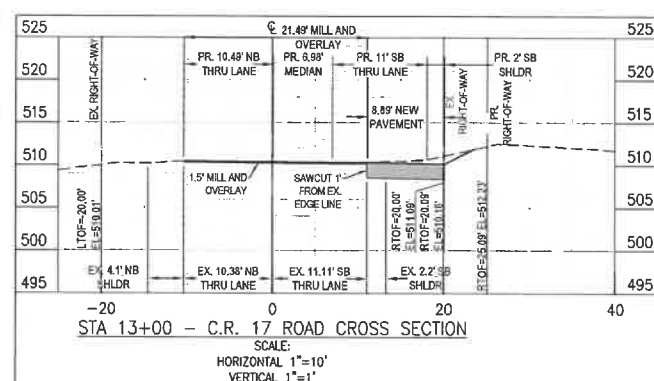 525
520
515
510
505
500
495
℄ 21.49' MILL AND
OVERLAY
PR. 10.49' NB
THRU LANE
PR. 6.98'
MEDIAN
PR. 11' SB
THRU LANE
PR. 2' SB
SHLDR
EX. RIGHT-OF-WAY
8.89' NEW
PAVEMENT
EX.
RIGHT-OF-WAY
PR.
RIGHT-OF-WAY
1.5" MILL AND
OVERLAY
SAWCUT 1'
FROM EX.
EDGE LINE
LTOF=-20.00'
EL=510.01'
RTOF=20.00'
EL=511.09'
RTOF=20.09'
EL=510.18'
RTOF=25.09' EL=512.23'
EX. 4.1' NB
SHLDR
EX. 10.38' NB
THRU LANE
EX. 11.11' SB
THRU LANE
EX. 2.2' SB
SHLDR
525
520
515
510
505
500
495
-20
0
20
40
STA 13+00 - C.R. 17 ROAD CROSS SECTION
SCALE:
HORIZONTAL 1"=10'
VERTICAL 1"=1'